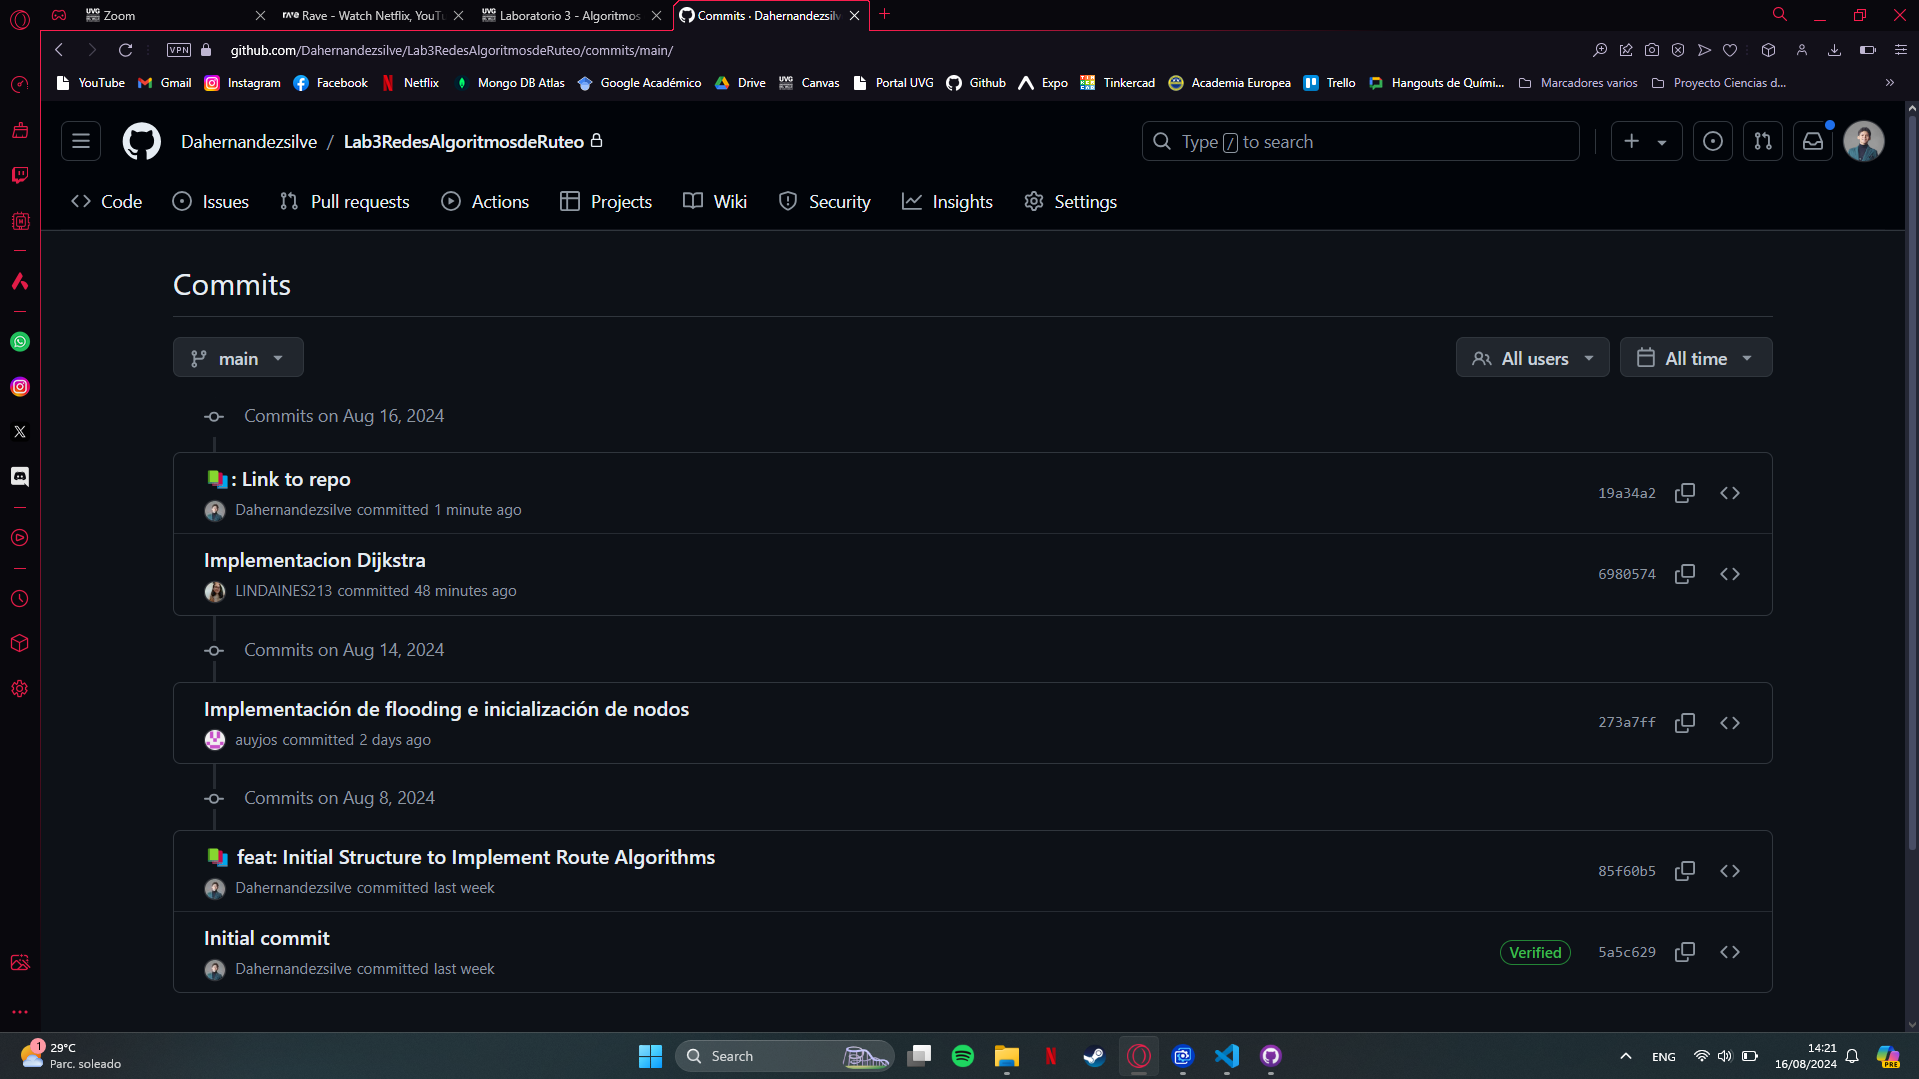 Zoom
Rave - Watch Netflix, YouTu
Laboratorio 3 - Algoritmos
Commits · Dahernandezsilv
VPN
github.com/Dahernandezsilve/Lab3RedesAlgoritmosdeRuteo/commits/main/
YouTube
Gmail
Instagram
Facebook
Netflix
Mongo DB Atlas
Google Académico
Drive
Canvas
Portal UVG
Github
Expo
Tinkercad
Academia Europea
Trello
Hangouts de Quími...
Marcadores varios
Proyecto Ciencias d...
Dahernandezsilve / Lab3RedesAlgoritmosdeRuteo
Type / to search
Code
Issues
Pull requests
Actions
Projects
Wiki
Security
Insights
Settings
Commits
main
All users
All time
Commits on Aug 16, 2024
: Link to repo
Dahernandezsilve committed 1 minute ago
19a34a2
Implementacion Dijkstra
LINDAINES213 committed 48 minutes ago
6980574
Commits on Aug 14, 2024
Implementación de flooding e inicialización de nodos
auyjos committed 2 days ago
273a7ff
Commits on Aug 8, 2024
feat: Initial Structure to Implement Route Algorithms
Dahernandezsilve committed last week
85f60b5
Initial commit
Dahernandezsilve committed last week
Verified
5a5c629
1
29°C
Parc. soleado
Search
ENG
14:21
16/08/2024
PRE